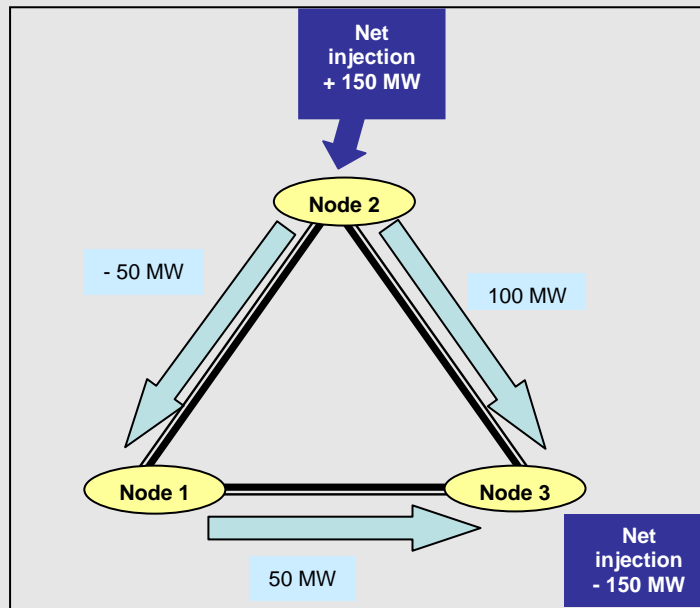 Net
injection
+ 150 MW
Node 2
- 50 MW
100 MW
Node 1
Node 3
50 MW
Net
injection
- 150 MW